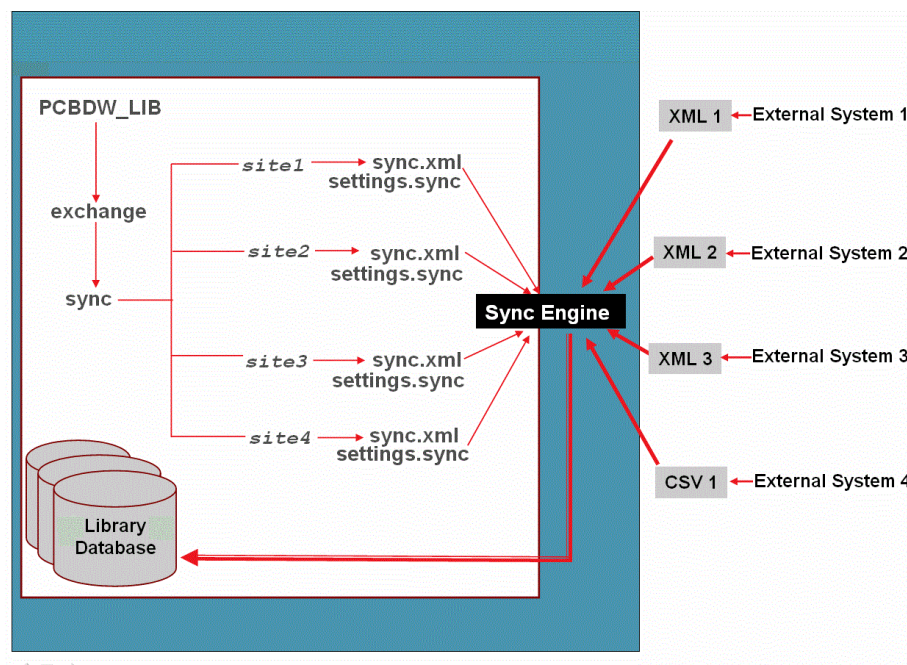 PCBDW_LIB
exchange
sync
site1
sync.xml
settings.sync
site2
sync.xml
settings.sync
site3
sync.xml
settings.sync
site4
sync.xml
settings.sync
Sync Engine
Library
Database
XML 1
External System 1
XML 2
External System 2
XML 3
External System 3
CSV 1
External System 4